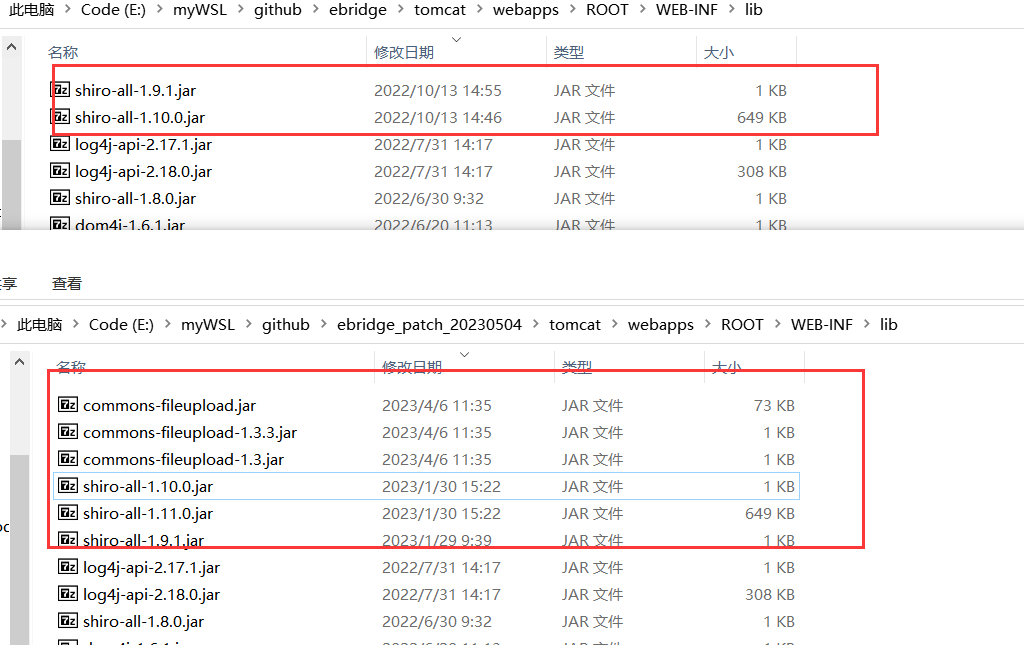 此电脑 > Code (E:) > myWSL > github > ebridge > tomcat > webapps > ROOT > WEB-INF > lib
名称 修改日期 类型 大小
shiro-all-1.9.1.jar 2022/10/13 14:55 JAR 文件 1 KB
shiro-all-1.10.0.jar 2022/10/13 14:46 JAR 文件 649 KB
log4j-api-2.17.1.jar 2022/7/31 14:17 JAR 文件 1 KB
log4j-api-2.18.0.jar 2022/7/31 14:17 JAR 文件 308 KB
shiro-all-1.8.0.jar 2022/6/30 9:32 JAR 文件 1 KB
dom4j-1.6.1.jar 2022/6/20 11:13 JAR 文件 1 KB
享 查看
此电脑 > Code (E:) > myWSL > github > ebridge_patch_20230504 > tomcat > webapps > ROOT > WEB-INF > lib
名称 修改日期 类型 大小
commons-fileupload.jar 2023/4/6 11:35 JAR 文件 73 KB
commons-fileupload-1.3.3.jar 2023/4/6 11:35 JAR 文件 1 KB
commons-fileupload-1.3.jar 2023/4/6 11:35 JAR 文件 1 KB
shiro-all-1.10.0.jar 2023/1/30 15:22 JAR 文件 1 KB
shiro-all-1.11.0.jar 2023/1/30 15:22 JAR 文件 649 KB
shiro-all-1.9.1.jar 2023/1/29 9:39 JAR 文件 1 KB
log4j-api-2.17.1.jar 2022/7/31 14:17 JAR 文件 1 KB
log4j-api-2.18.0.jar 2022/7/31 14:17 JAR 文件 308 KB
shiro-all-1.8.0.jar 2022/6/30 9:32 JAR 文件 1 KB